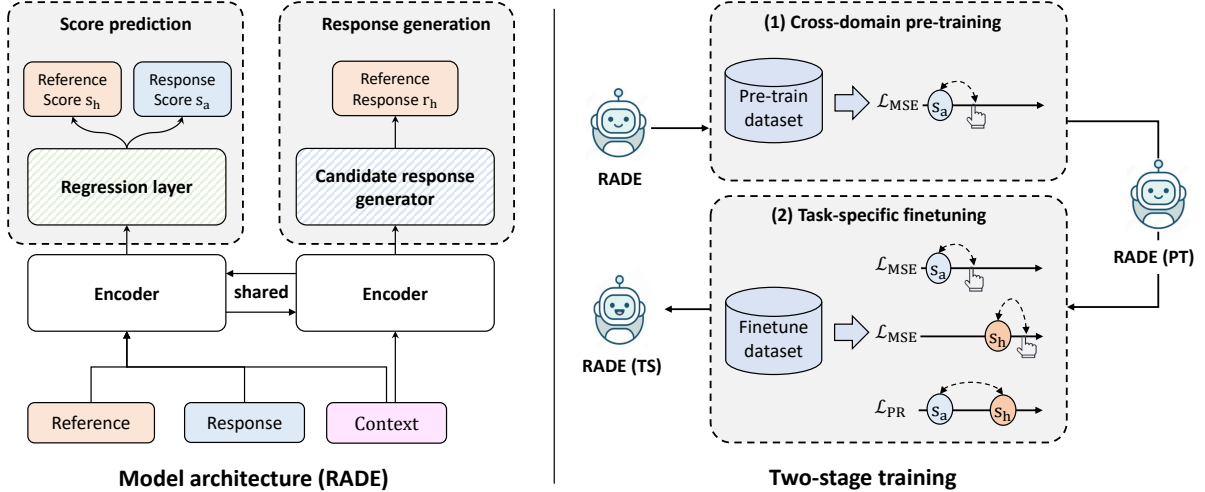 Score prediction
Response generation
Reference
Score s_h
Response
Score s_a
Reference
Response r_h
Regression layer
Candidate response
generator
Encoder
shared
Encoder
Reference
Response
Context
Model architecture (RADE)
(1) Cross-domain pre-training
RADE
Pre-train
dataset
ℒ_MSE
s_a
RADE (PT)
(2) Task-specific finetuning
RADE (TS)
Finetune
dataset
ℒ_MSE
s_a
ℒ_MSE
s_h
ℒ_PR
s_a
s_h
Two-stage training